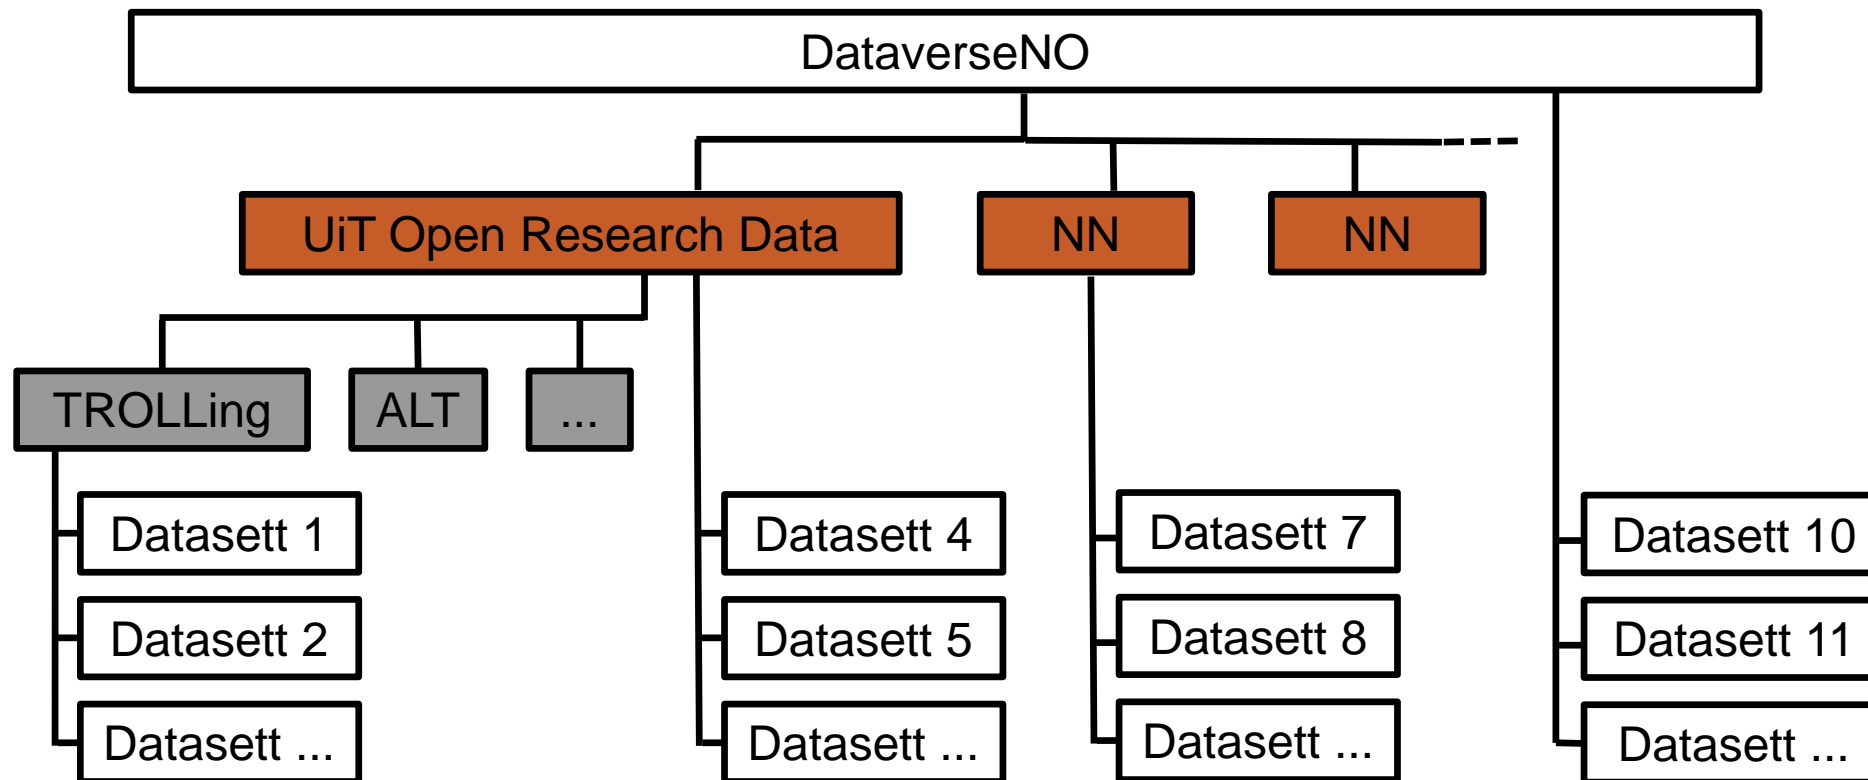 DataverseNO
UiT Open Research Data
NN
NN
TROLLing
ALT
...
Datasett 1
Datasett 4
Datasett 7
Datasett 10
Datasett 2
Datasett 5
Datasett 8
Datasett 11
Datasett ...
Datasett ...
Datasett ...
Datasett ...